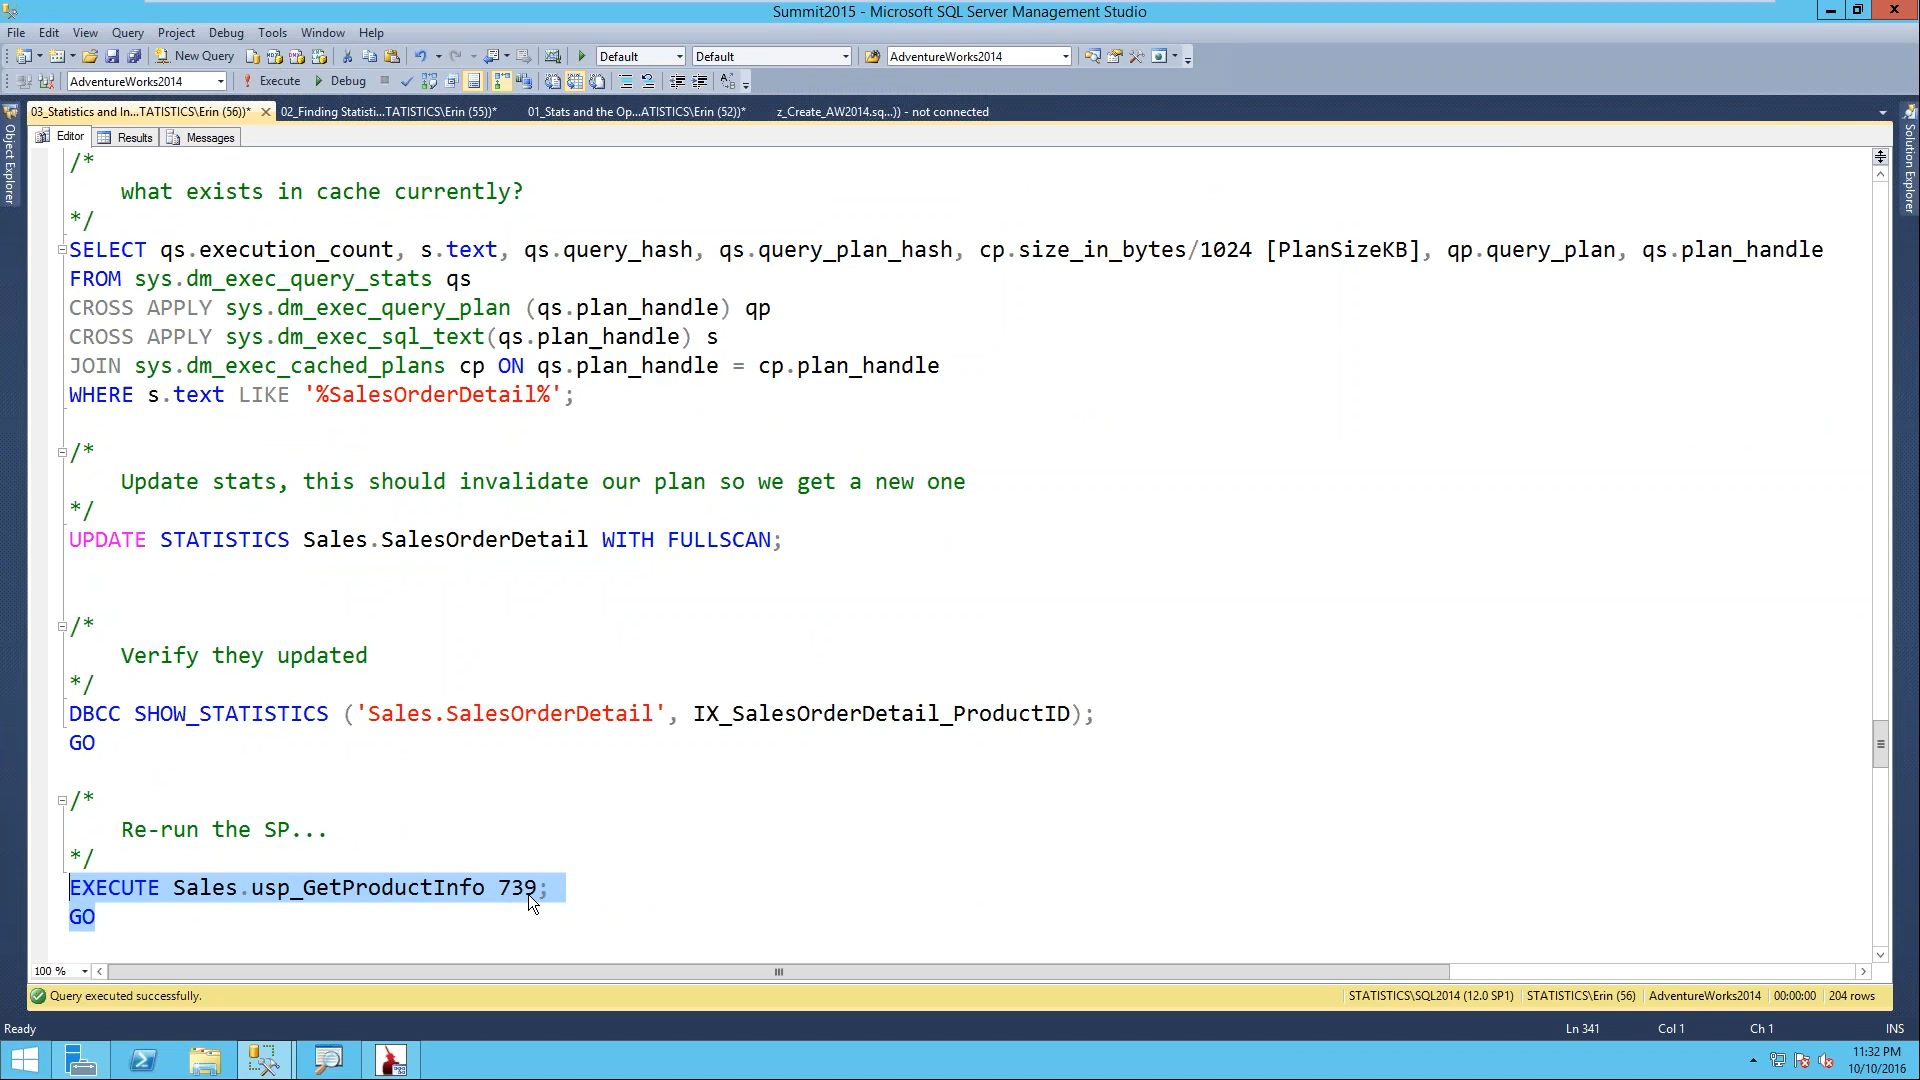 Summit2015 - Microsoft SQL Server Management Studio
File Edit View Query Project Debug Tools Window Help
New Query Default Default AdventureWorks2014
AdventureWorks2014 Execute Debug
03_Statistics and In...TATISTICS\Erin (56))* 02_Finding Statisti...TATISTICS\Erin (55))* 01_Stats and the Op...ATISTICS\Erin (52))* z_Create_AW2014.sq...)) - not connected
Object Explorer
Solution Explorer
Editor Results Messages
/*
what exists in cache currently?
*/
SELECT qs.execution_count, s.text, qs.query_hash, qs.query_plan_hash, cp.size_in_bytes/1024 [PlanSizeKB], qp.query_plan, qs.plan_handle
FROM sys.dm_exec_query_stats qs
CROSS APPLY sys.dm_exec_query_plan (qs.plan_handle) qp
CROSS APPLY sys.dm_exec_sql_text(qs.plan_handle) s
JOIN sys.dm_exec_cached_plans cp ON qs.plan_handle = cp.plan_handle
WHERE s.text LIKE '%SalesOrderDetail%';
/*
Update stats, this should invalidate our plan so we get a new one
*/
UPDATE STATISTICS Sales.SalesOrderDetail WITH FULLSCAN;
/*
Verify they updated
*/
DBCC SHOW_STATISTICS ('Sales.SalesOrderDetail', IX_SalesOrderDetail_ProductID);
GO
/*
Re-run the SP...
*/
EXECUTE Sales.usp_GetProductInfo 739;
GO
100 %
Query executed successfully. STATISTICS\SQL2014 (12.0 SP1) STATISTICS\Erin (56) AdventureWorks2014 00:00:00 204 rows
Ready Ln 341 Col 1 Ch 1 INS
11:32 PM
10/10/2016